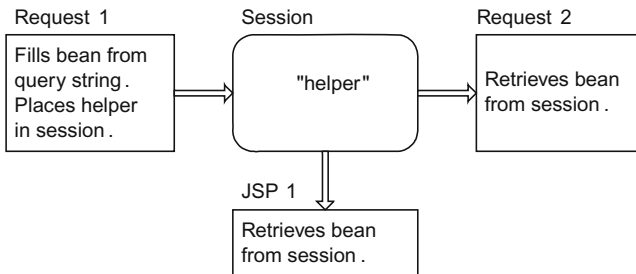 Request 1
Fills bean from
query string .
Places helper
in session .
Session
"helper"
Request 2
Retrieves bean
from session .
JSP 1
Retrieves bean
from session .